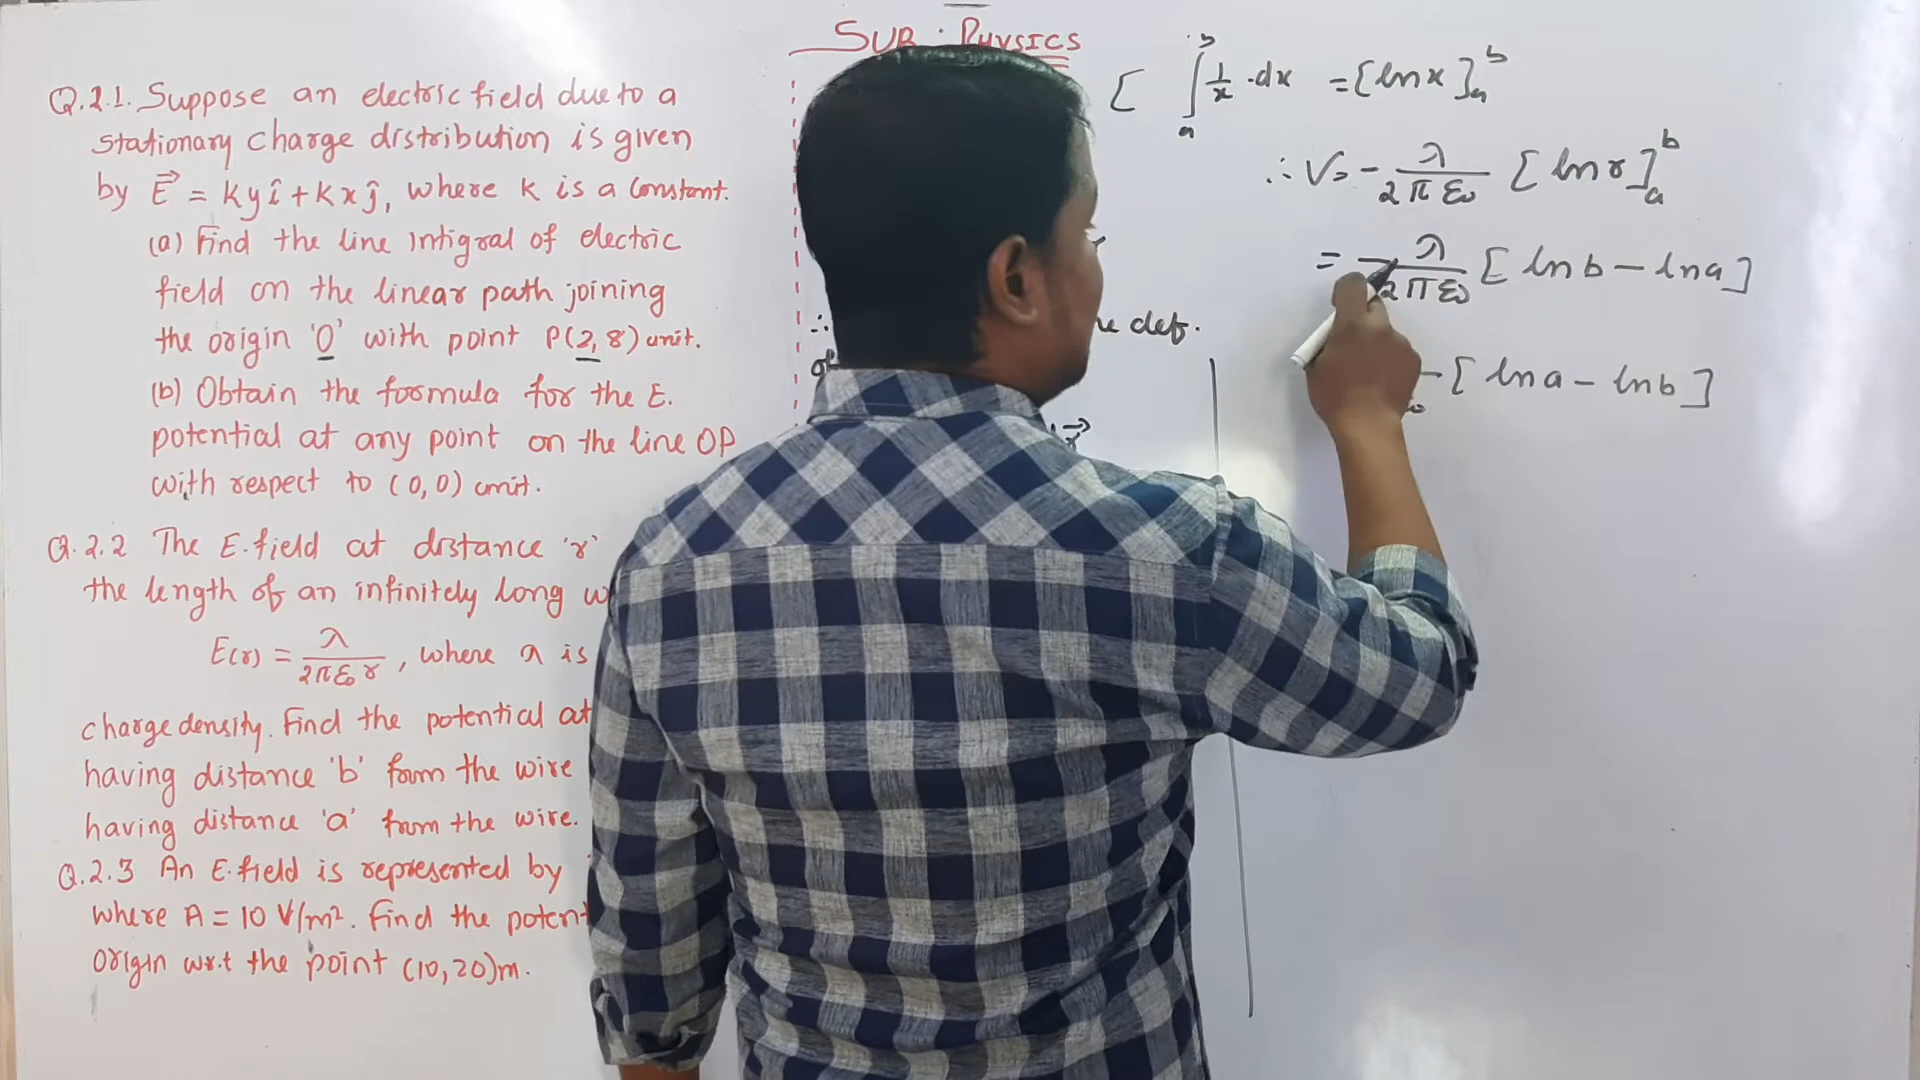 SUB : PHYSICS
Q.2.1. Suppose an electric field due to a
stationary charge distribution is given
by E⃗ = Kyî + Kxĵ, where K is a constant.
(a) Find the line intigral of electric
field on the linear path joining
the origin 'O' with point P(2,8) unit.
(b) Obtain the formula for the E.
potential at any point on the line OP
with respect to (0,0) unit.
Q.2.2 The E.field at distance 'r'
the length of an infinitely long
E(r) = λ/2πε₀r, where λ is
charge density. Find the potential at
having distance 'b' from the wire
having distance 'a' from the wire.
Q.2.3 An E.field is represented by
where A = 10 V/m². Find the
origin w.r.t the point (10,20)m.
∴ def.
[ ∫ₐᵇ 1/x · dx = [ln x]ₐᵇ
∴ V = - λ/2πε₀ [ln r]ₐᵇ
= - λ/2πε₀ [ln b - ln a]
[ln a - ln b]